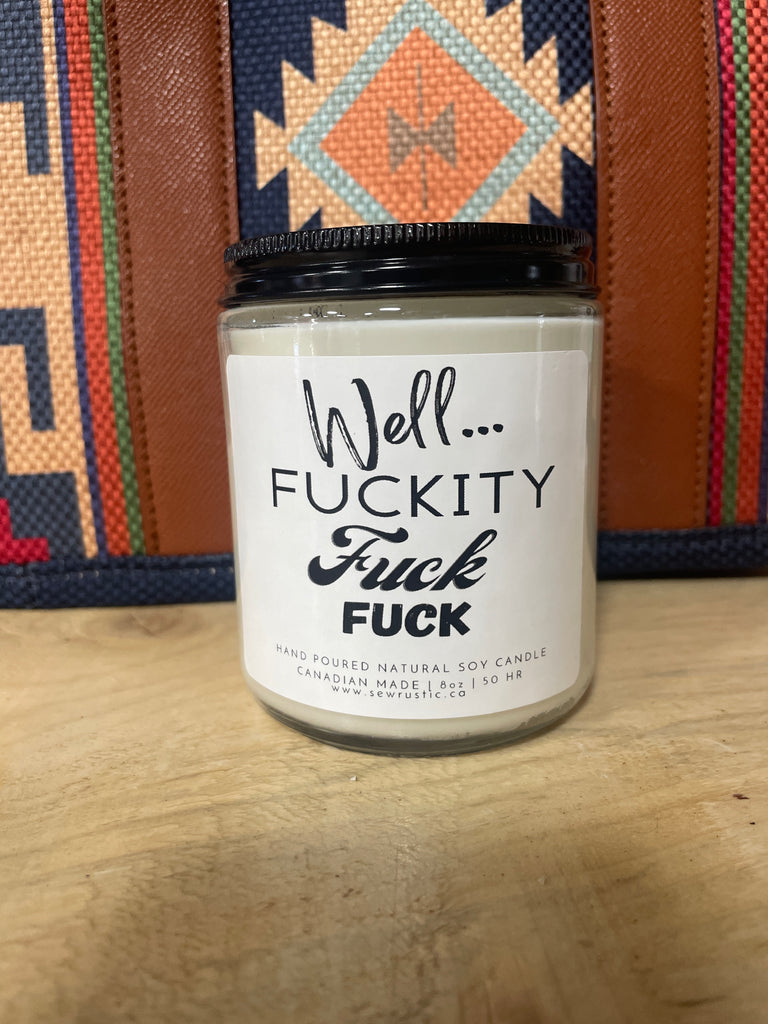 Well...
FUCKITY
Fuck
FUCK
HAND POURED NATURAL SOY CANDLE
CANADIAN MADE | 8oz | 50 HR
www.sewrustic.ca